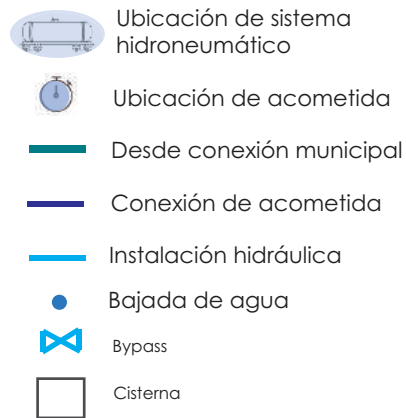 Ubicación de sistema
hidroneumático
Ubicación de acometida
Desde conexión municipal
Conexión de acometida
Instalación hidráulica
Bajada de agua
Bypass
Cisterna